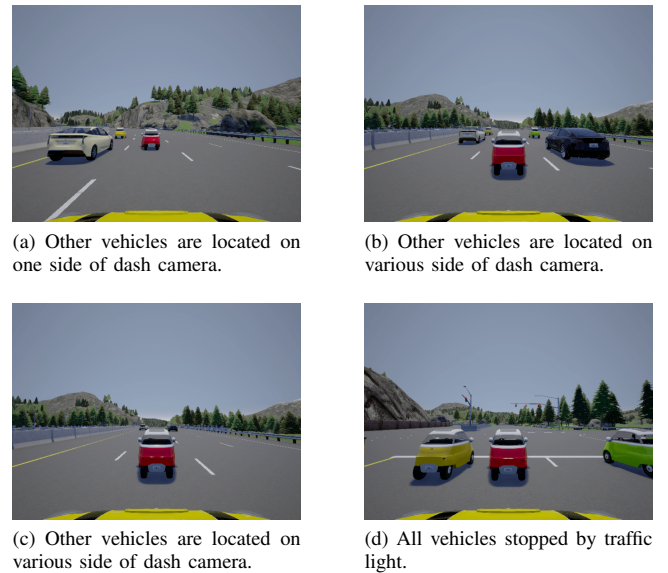 (a) Other vehicles are located on
one side of dash camera.
(b) Other vehicles are located on
various side of dash camera.
(c) Other vehicles are located on
various side of dash camera.
(d) All vehicles stopped by traffic
light.